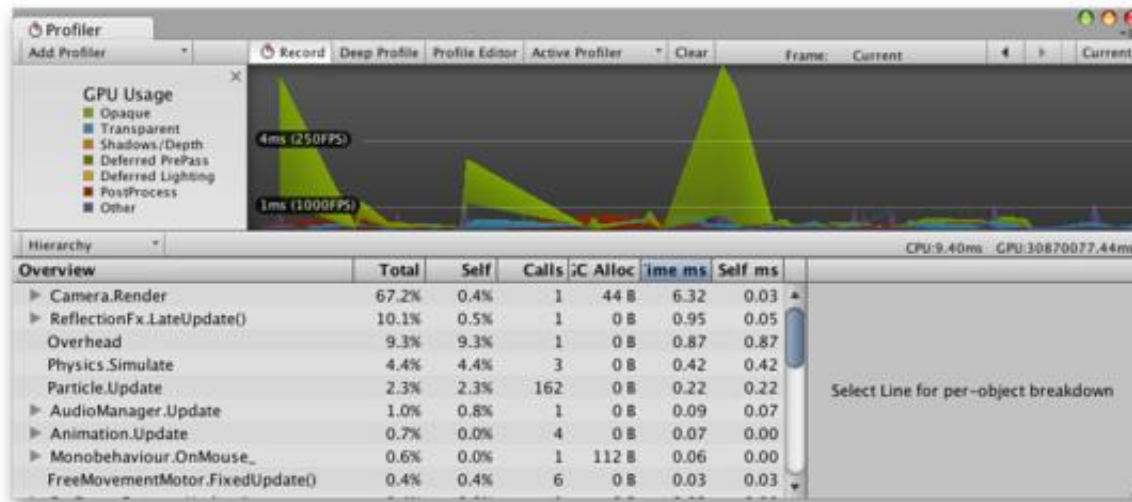 Profiler
Add Profiler Record Deep Profile Profile Editor Active Profiler Clear Frame: Current Current
GPU Usage
Opaque
Transparent
Shadows/Depth
Deferred PrePass
Deferred Lighting
PostProcess
Other
4ms (250FPS)
1ms (1000FPS)
Hierarchy CPU:9.40ms GPU:30870077.44ms
Overview Total Self Calls GC Alloc Time ms Self ms
Camera.Render 67.2% 0.4% 1 44 B 6.32 0.03
ReflectionFx.LateUpdate() 10.1% 0.5% 1 0 B 0.95 0.05
Overhead 9.3% 9.3% 1 0 B 0.87 0.87
Physics.Simulate 4.4% 4.4% 3 0 B 0.42 0.42
Particle.Update 2.3% 2.3% 162 0 B 0.22 0.22
AudioManager.Update 1.0% 0.8% 1 0 B 0.09 0.07
Animation.Update 0.7% 0.0% 4 0 B 0.07 0.00
Monobehaviour.OnMouse_ 0.6% 0.0% 1 112 B 0.06 0.00
FreeMovementMotor.FixedUpdate() 0.4% 0.4% 6 0 B 0.03 0.03
Select Line for per-object breakdown